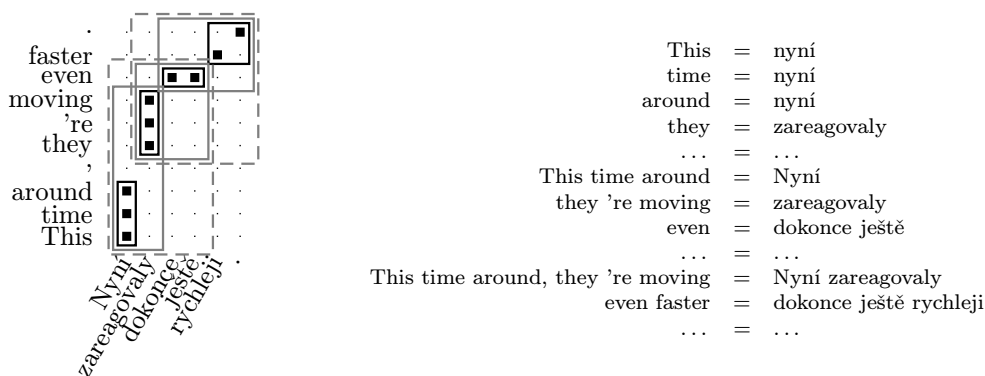 .
faster
even
moving
're
they
,
around
time
This
Nyní
zareagovaly
dokonce
ještě
rychleji
.
This = nyní
time = nyní
around = nyní
they = zareagovaly
... = ...
This time around = Nyní
they 're moving = zareagovaly
even = dokonce ještě
... = ...
This time around, they 're moving = Nyní zareagovaly
even faster = dokonce ještě rychleji
... = ...